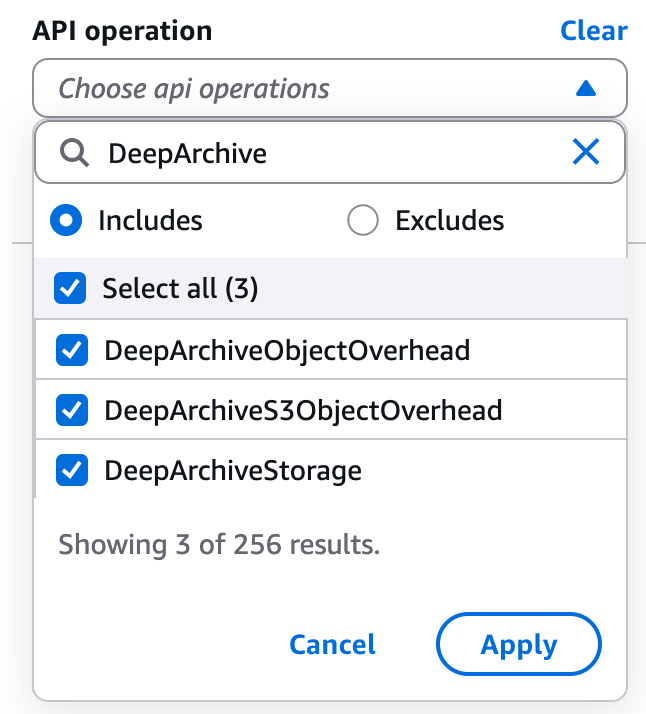 API operation Clear
Choose api operations
DeepArchive
Includes Excludes
Select all (3)
DeepArchiveObjectOverhead
DeepArchiveS3ObjectOverhead
DeepArchiveStorage
Showing 3 of 256 results.
Cancel Apply